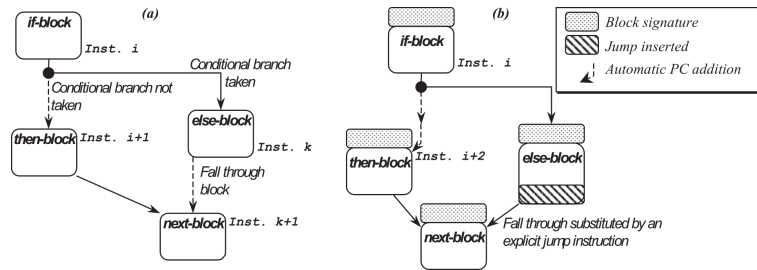 (a)
if-block
Inst. i
Conditional branch not
taken
Conditional branch
taken
then-block
Inst. i+1
else-block
Inst. k
Fall through
block
next-block
Inst. k+1
(b)
if-block
Inst. i
then-block
Inst. i+2
else-block
next-block
Fall through substituted by an
explicit jump instruction
Block signature
Jump inserted
Automatic PC addition